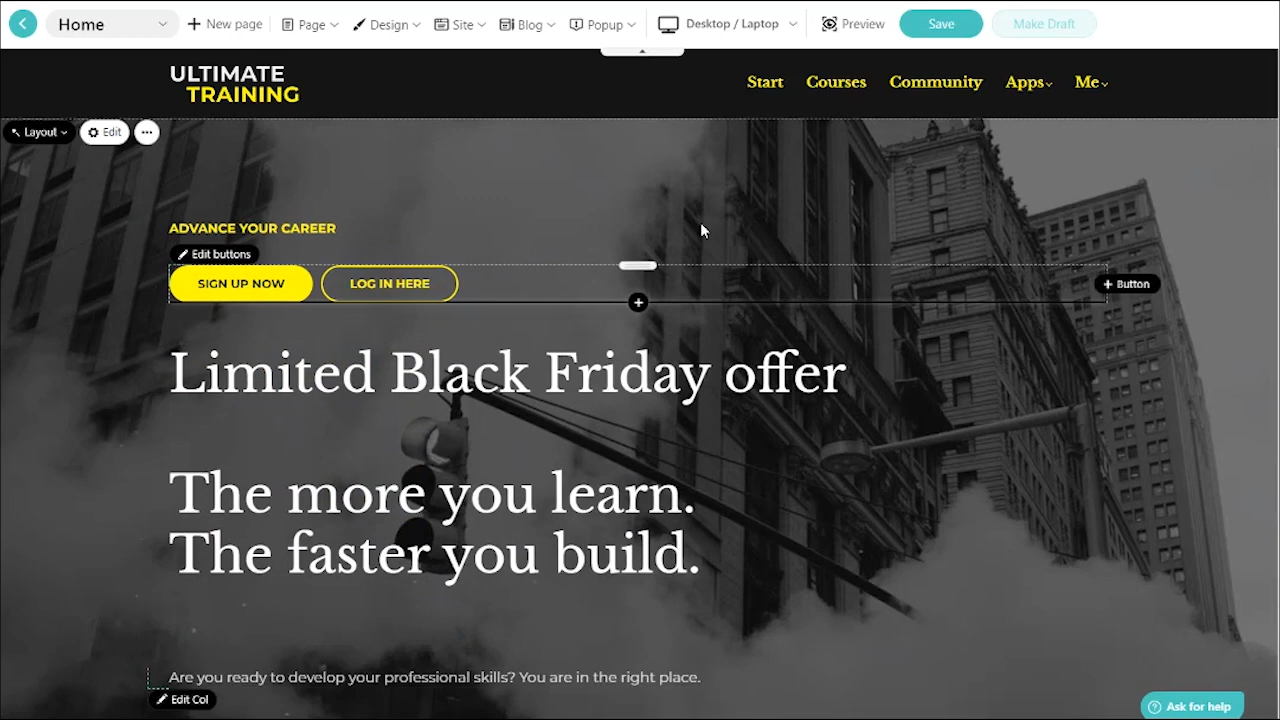 Home
New page
Page
Design
Site
Blog
Popup
Desktop / Laptop
Preview
Save
Make Draft
ULTIMATE
TRAINING
Start
Courses
Community
Apps
Me
Layout
Edit
ADVANCE YOUR CAREER
Edit buttons
SIGN UP NOW
LOG IN HERE
Button
Limited Black Friday offer
The more you learn.
The faster you build.
Are you ready to develop your professional skills? You are in the right place.
Edit Col
Ask for help